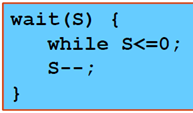 wait(S) {
   while S<=0;
   S--;
}